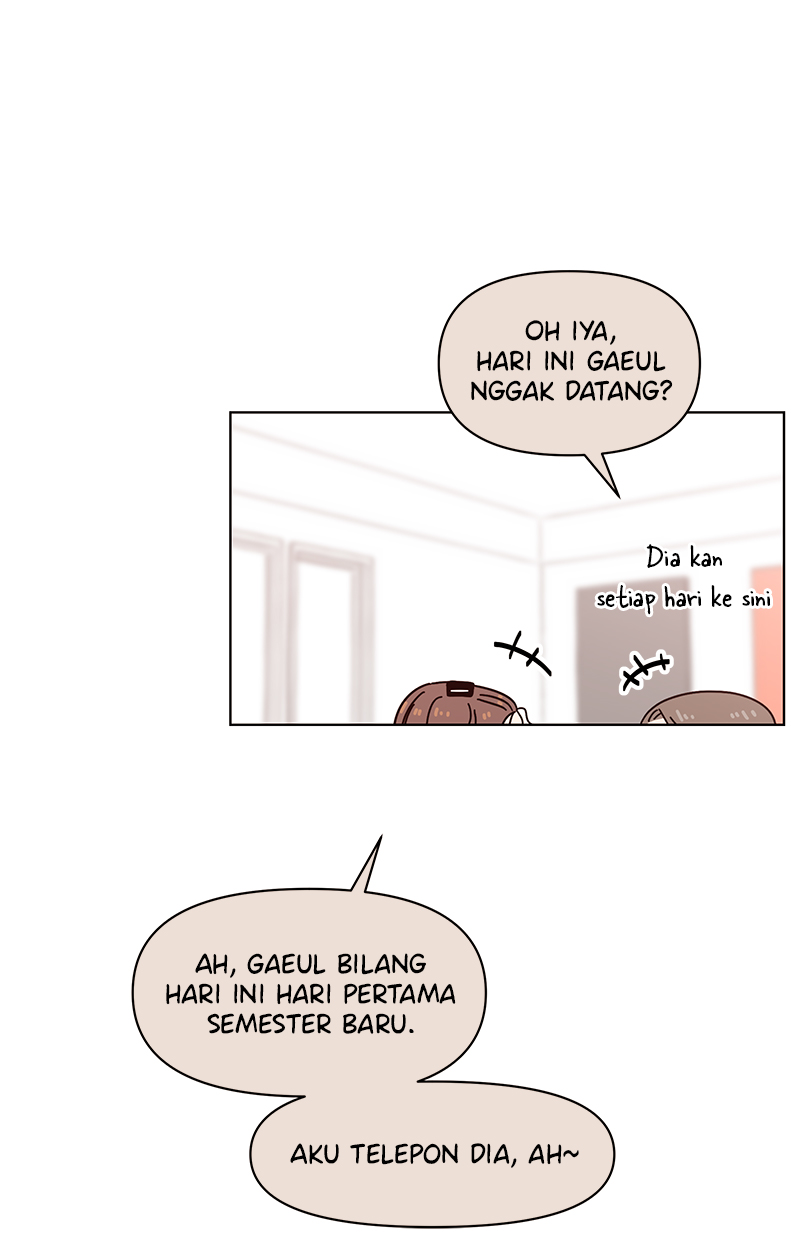 OH IYA,
HARI INI GAEUL
NGGAK DATANG?
Dia kan
setiap hari ke sini
AH, GAEUL BILANG
HARI INI HARI PERTAMA
SEMESTER BARU.
AKU TELEPON DIA, AH~